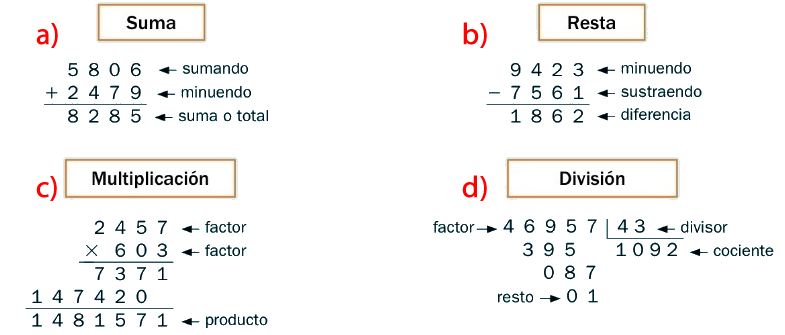 a) Suma
5 8 0 6 ← sumando
+ 2 4 7 9 ← minuendo
8 2 8 5 ← suma o total
b) Resta
9 4 2 3 ← minuendo
− 7 5 6 1 ← sustraendo
1 8 6 2 ← diferencia
c) Multiplicación
2 4 5 7 ← factor
× 6 0 3 ← factor
7 3 7 1
1 4 7 4 2 0
1 4 8 1 5 7 1 ← producto
d) División
factor → 4 6 9 5 7 4 3 ← divisor
3 9 5 1 0 9 2 ← cociente
0 8 7
resto → 0 1